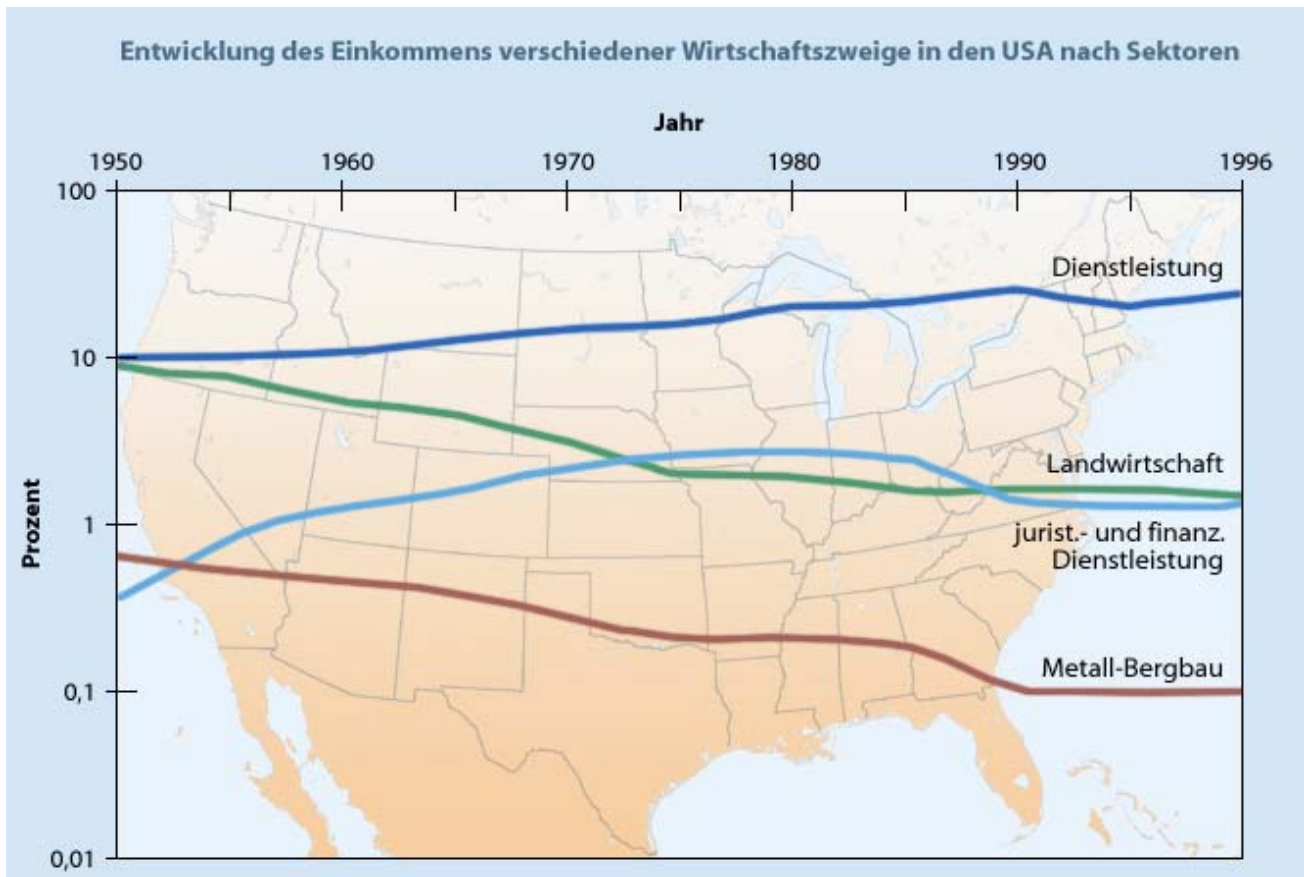 Entwicklung des Einkommens verschiedener Wirtschaftszweige in den USA nach Sektoren
Jahr
1950 1960 1970 1980 1990 1996
100
Dienstleistung
10
Landwirtschaft
Prozent
1
jurist.- und finanz.
Dienstleistung
Metall-Bergbau
0,1
0,01